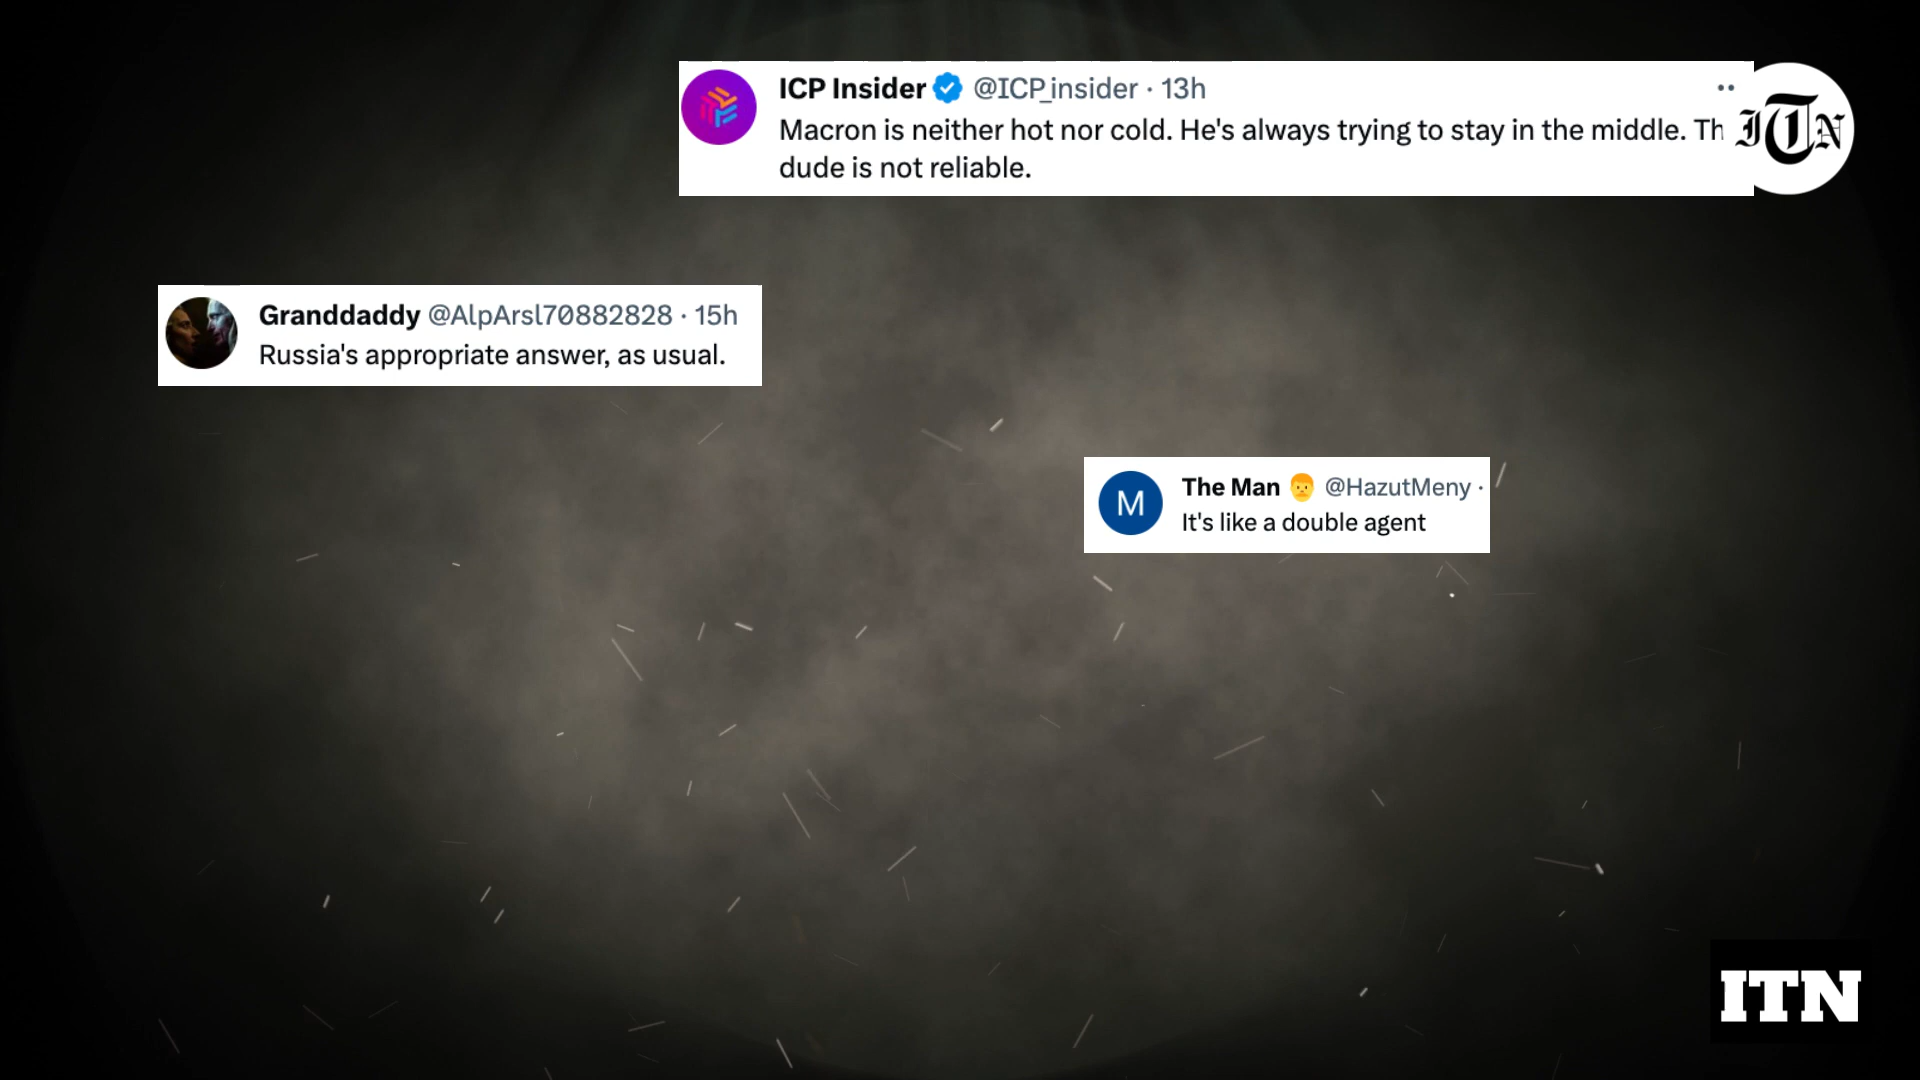 ICP Insider @ICP_insider · 13h
Macron is neither hot nor cold. He's always trying to stay in the middle. Th
dude is not reliable.
ITN
Granddaddy @AlpArsl70882828 · 15h
Russia's appropriate answer, as usual.
M
The Man 👨 @HazutMeny ·
It's like a double agent
ITN